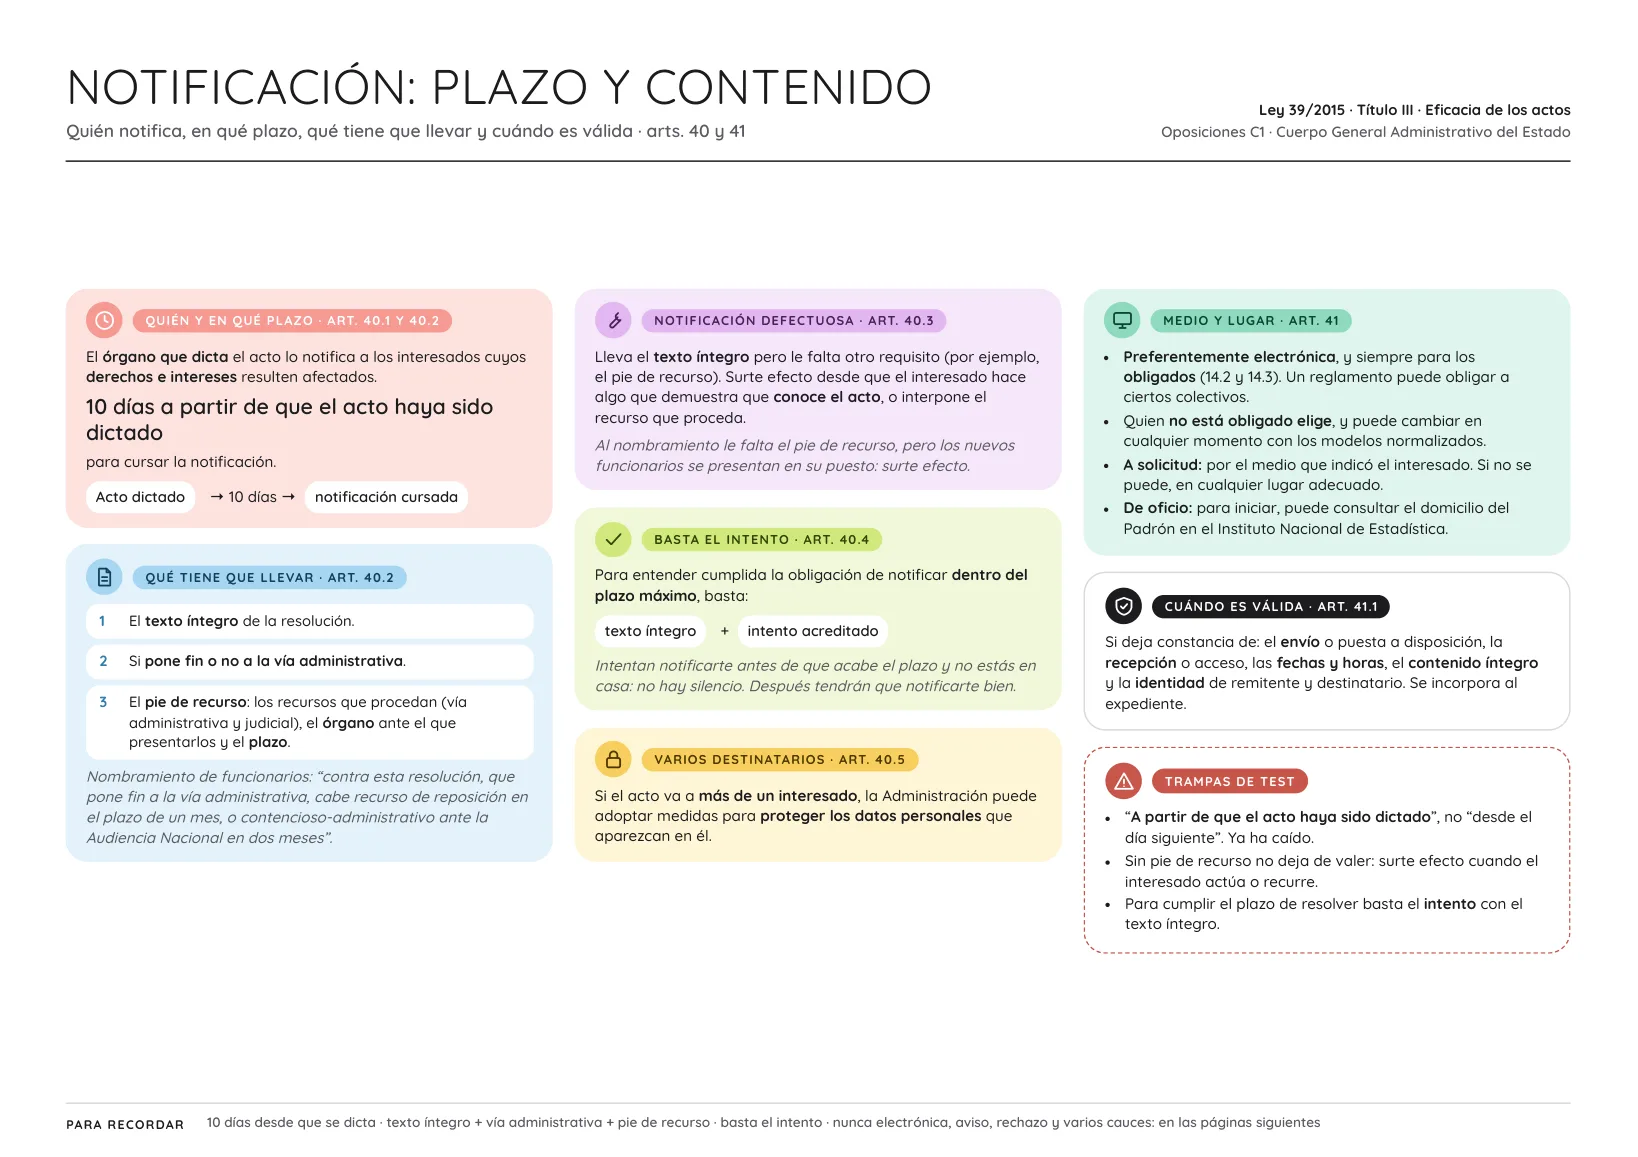 NOTIFICACIÓN: PLAZO Y CONTENIDO
Quién notifica, en qué plazo, qué tiene que llevar y cuándo es válida · arts. 40 y 41
Ley 39/2015 · Título III · Eficacia de los actos
Oposiciones C1 · Cuerpo General Administrativo del Estado
QUIÉN Y EN QUÉ PLAZO · ART. 40.1 Y 40.2
El órgano que dicta el acto lo notifica a los interesados cuyos
derechos e intereses resulten afectados.
10 días a partir de que el acto haya sido
dictado
para cursar la notificación.
Acto dictado → 10 días → notificación cursada
QUÉ TIENE QUE LLEVAR · ART. 40.2
1 El texto íntegro de la resolución.
2 Si pone fin o no a la vía administrativa.
3 El pie de recurso: los recursos que procedan (vía
administrativa y judicial), el órgano ante el que
presentarlos y el plazo.
Nombramiento de funcionarios: “contra esta resolución, que
pone fin a la vía administrativa, cabe recurso de reposición en
el plazo de un mes, o contencioso-administrativo ante la
Audiencia Nacional en dos meses”.
NOTIFICACIÓN DEFECTUOSA · ART. 40.3
Lleva el texto íntegro pero le falta otro requisito (por ejemplo,
el pie de recurso). Surte efecto desde que el interesado hace
algo que demuestra que conoce el acto, o interpone el
recurso que proceda.
Al nombramiento le falta el pie de recurso, pero los nuevos
funcionarios se presentan en su puesto: surte efecto.
BASTA EL INTENTO · ART. 40.4
Para entender cumplida la obligación de notificar dentro del
plazo máximo, basta:
texto íntegro + intento acreditado
Intentan notificarte antes de que acabe el plazo y no estás en
casa: no hay silencio. Después tendrán que notificarte bien.
VARIOS DESTINATARIOS · ART. 40.5
Si el acto va a más de un interesado, la Administración puede
adoptar medidas para proteger los datos personales que
aparezcan en él.
MEDIO Y LUGAR · ART. 41
• Preferentemente electrónica, y siempre para los
obligados (14.2 y 14.3). Un reglamento puede obligar a
ciertos colectivos.
• Quien no está obligado elige, y puede cambiar en
cualquier momento con los modelos normalizados.
• A solicitud: por el medio que indicó el interesado. Si no se
puede, en cualquier lugar adecuado.
• De oficio: para iniciar, puede consultar el domicilio del
Padrón en el Instituto Nacional de Estadística.
CUÁNDO ES VÁLIDA · ART. 41.1
Si deja constancia de: el envío o puesta a disposición, la
recepción o acceso, las fechas y horas, el contenido íntegro
y la identidad de remitente y destinatario. Se incorpora al
expediente.
TRAMPAS DE TEST
• “A partir de que el acto haya sido dictado”, no “desde el
día siguiente”. Ya ha caído.
• Sin pie de recurso no deja de valer: surte efecto cuando el
interesado actúa o recurre.
• Para cumplir el plazo de resolver basta el intento con el
texto íntegro.
PARA RECORDAR 10 días desde que se dicta · texto íntegro + vía administrativa + pie de recurso · basta el intento · nunca electrónica, aviso, rechazo y varios cauces: en las páginas siguientes